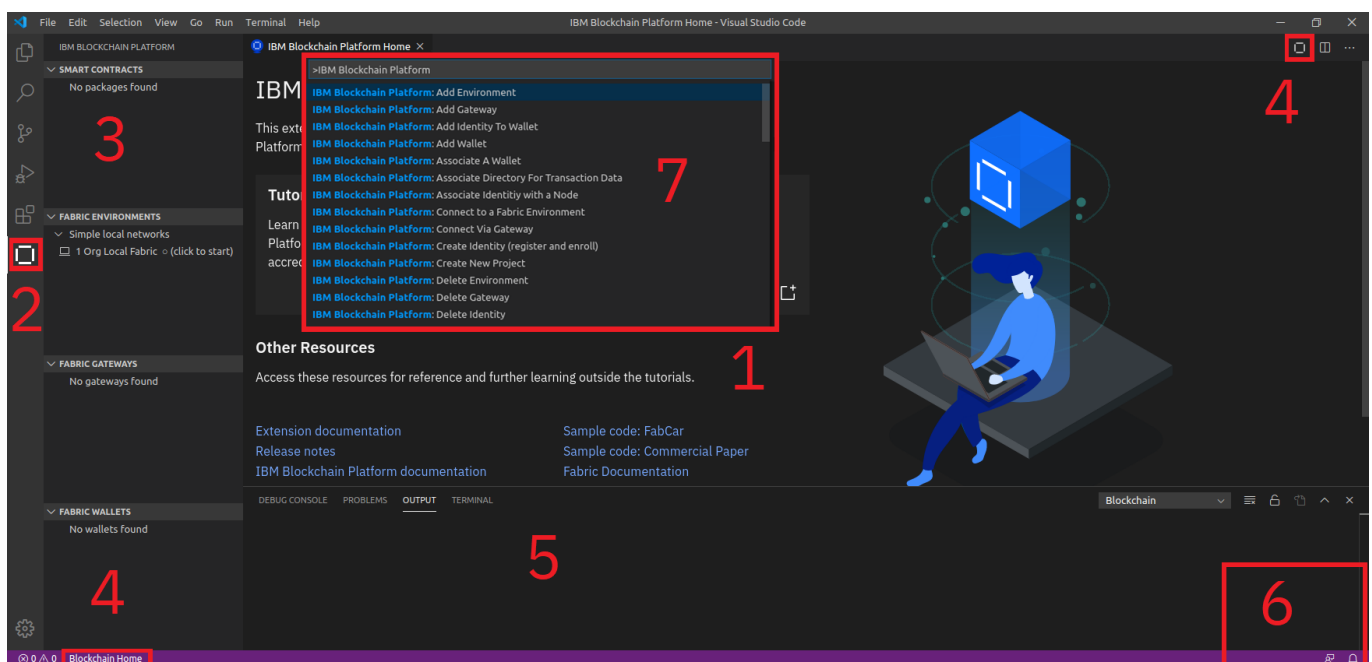 File Edit Selection View Go Run Terminal Help
IBM Blockchain Platform Home - Visual Studio Code
IBM BLOCKCHAIN PLATFORM
IBM Blockchain Platform Home ×
SMART CONTRACTS
No packages found
3
FABRIC ENVIRONMENTS
Simple local networks
1 Org Local Fabric ○ (click to start)
2
FABRIC GATEWAYS
No gateways found
FABRIC WALLETS
No wallets found
4
IBM
This exte
Platform
Tuto
Learn
Platfo
accred
>IBM Blockchain Platform
IBM Blockchain Platform: Add Environment
IBM Blockchain Platform: Add Gateway
IBM Blockchain Platform: Add Identity To Wallet
IBM Blockchain Platform: Add Wallet
IBM Blockchain Platform: Associate A Wallet
IBM Blockchain Platform: Associate Directory For Transaction Data
IBM Blockchain Platform: Associate Identitiy with a Node
IBM Blockchain Platform: Connect to a Fabric Environment
IBM Blockchain Platform: Connect Via Gateway
IBM Blockchain Platform: Create Identity (register and enroll)
IBM Blockchain Platform: Create New Project
IBM Blockchain Platform: Delete Environment
IBM Blockchain Platform: Delete Gateway
IBM Blockchain Platform: Delete Identity
7
4
1
Other Resources
Access these resources for reference and further learning outside the tutorials.
Extension documentation
Sample code: FabCar
Release notes
Sample code: Commercial Paper
IBM Blockchain Platform documentation
Fabric Documentation
DEBUG CONSOLE PROBLEMS OUTPUT TERMINAL
Blockchain
5
6
0 0 Blockchain Home